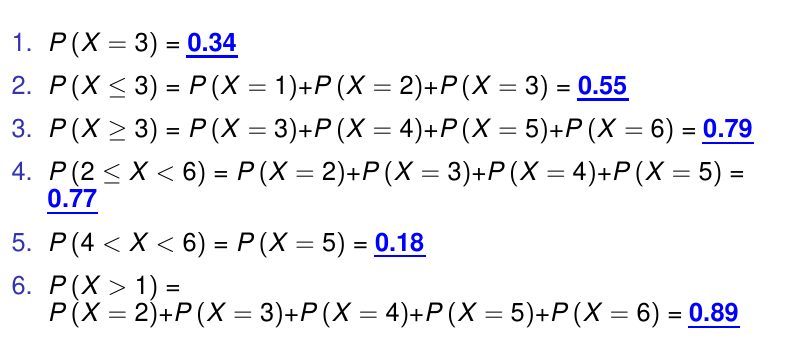 1. P(X = 3) = 0.34
2. P(X ≤ 3) = P(X = 1)+P(X = 2)+P(X = 3) = 0.55
3. P(X ≥ 3) = P(X = 3)+P(X = 4)+P(X = 5)+P(X = 6) = 0.79
4. P(2 ≤ X < 6) = P(X = 2)+P(X = 3)+P(X = 4)+P(X = 5) =
0.77
5. P(4 < X < 6) = P(X = 5) = 0.18
6. P(X > 1) =
P(X = 2)+P(X = 3)+P(X = 4)+P(X = 5)+P(X = 6) = 0.89